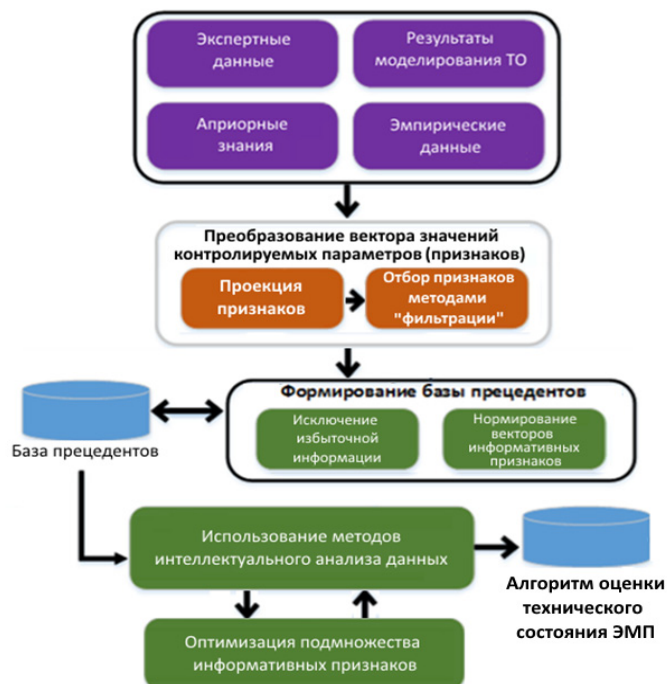 Экспертные
данные
Результаты
моделирования ТО
Априорные
знания
Эмпирические
данные
Преобразование вектора значений
контролируемых параметров (признаков)
Проекция
признаков
Отбор признаков
методами
"фильтрации"
Формирование базы прецедентов
База прецедентов
Исключение
избыточной
информации
Нормирование
векторов
информативных
признаков
Использование методов
интеллектуального анализа данных
Алгоритм оценки
технического
состояния ЭМП
Оптимизация подмножества
информативных признаков